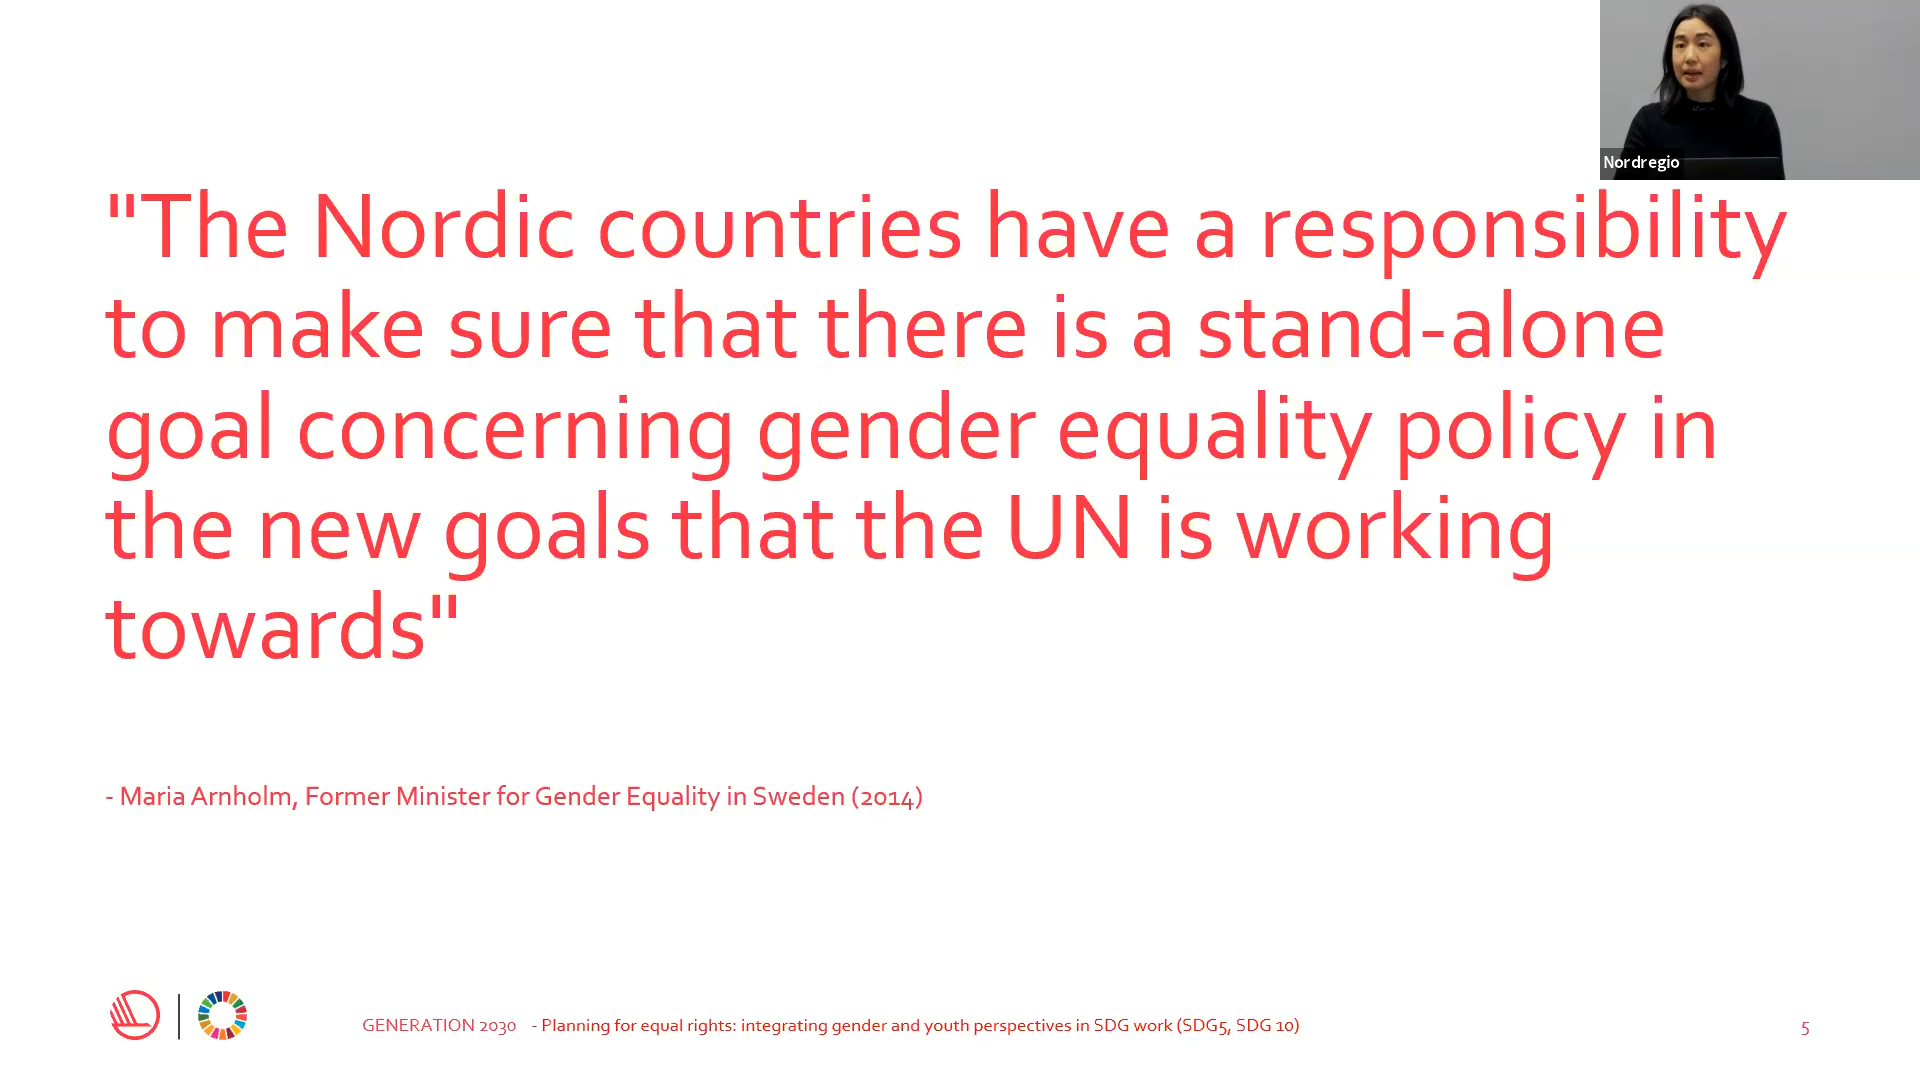 Nordregio
"The Nordic countries have a responsibility
to make sure that there is a stand-alone
goal concerning gender equality policy in
the new goals that the UN is working
towards"
- Maria Arnholm, Former Minister for Gender Equality in Sweden (2014)
GENERATION 2030 - Planning for equal rights: integrating gender and youth perspectives in SDG work (SDG5, SDG 10)
5